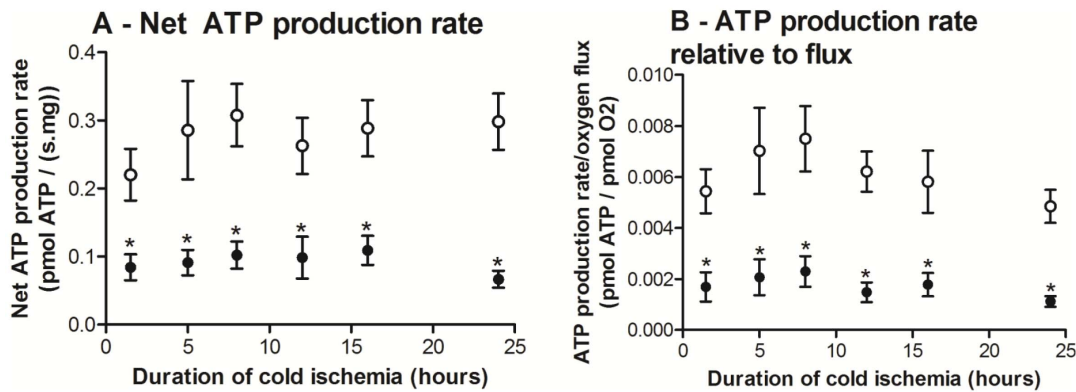 A - Net ATP production rate
Net ATP production rate
(pmol ATP / (s.mg))
0.4
0.3
0.2
0.1
0.0
* * * * * *
0 5 10 15 20 25
Duration of cold ischemia (hours)
B - ATP production rate
relative to flux
ATP production rate/oxygen flux
(pmol ATP / pmol O2)
0.010
0.008
0.006
0.004
0.002
0.000
* * * * * *
0 5 10 15 20 25
Duration of cold ischemia (hours)